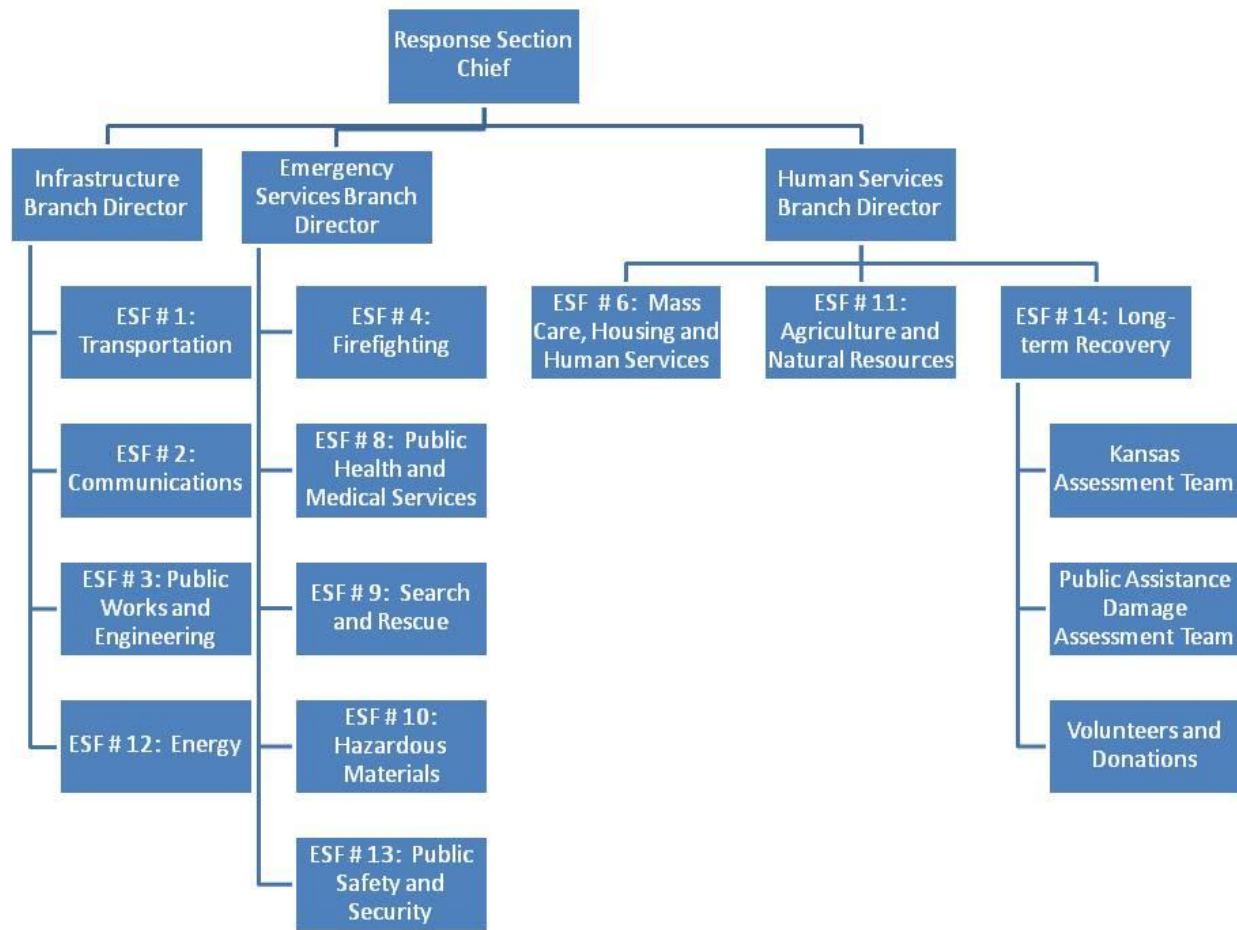 Response Section
Chief
Infrastructure
Branch Director
Emergency
Services Branch
Director
Human Services
Branch Director
ESF # 1:
Transportation
ESF # 2:
Communications
ESF # 3: Public
Works and
Engineering
ESF # 12: Energy
ESF # 4:
Firefighting
ESF # 8: Public
Health and
Medical Services
ESF # 9: Search
and Rescue
ESF # 10:
Hazardous
Materials
ESF # 13: Public
Safety and
Security
ESF # 6: Mass
Care, Housing and
Human Services
ESF # 11:
Agriculture and
Natural Resources
ESF # 14: Long-
term Recovery
Kansas
Assessment Team
Public Assistance
Damage
Assessment Team
Volunteers and
Donations